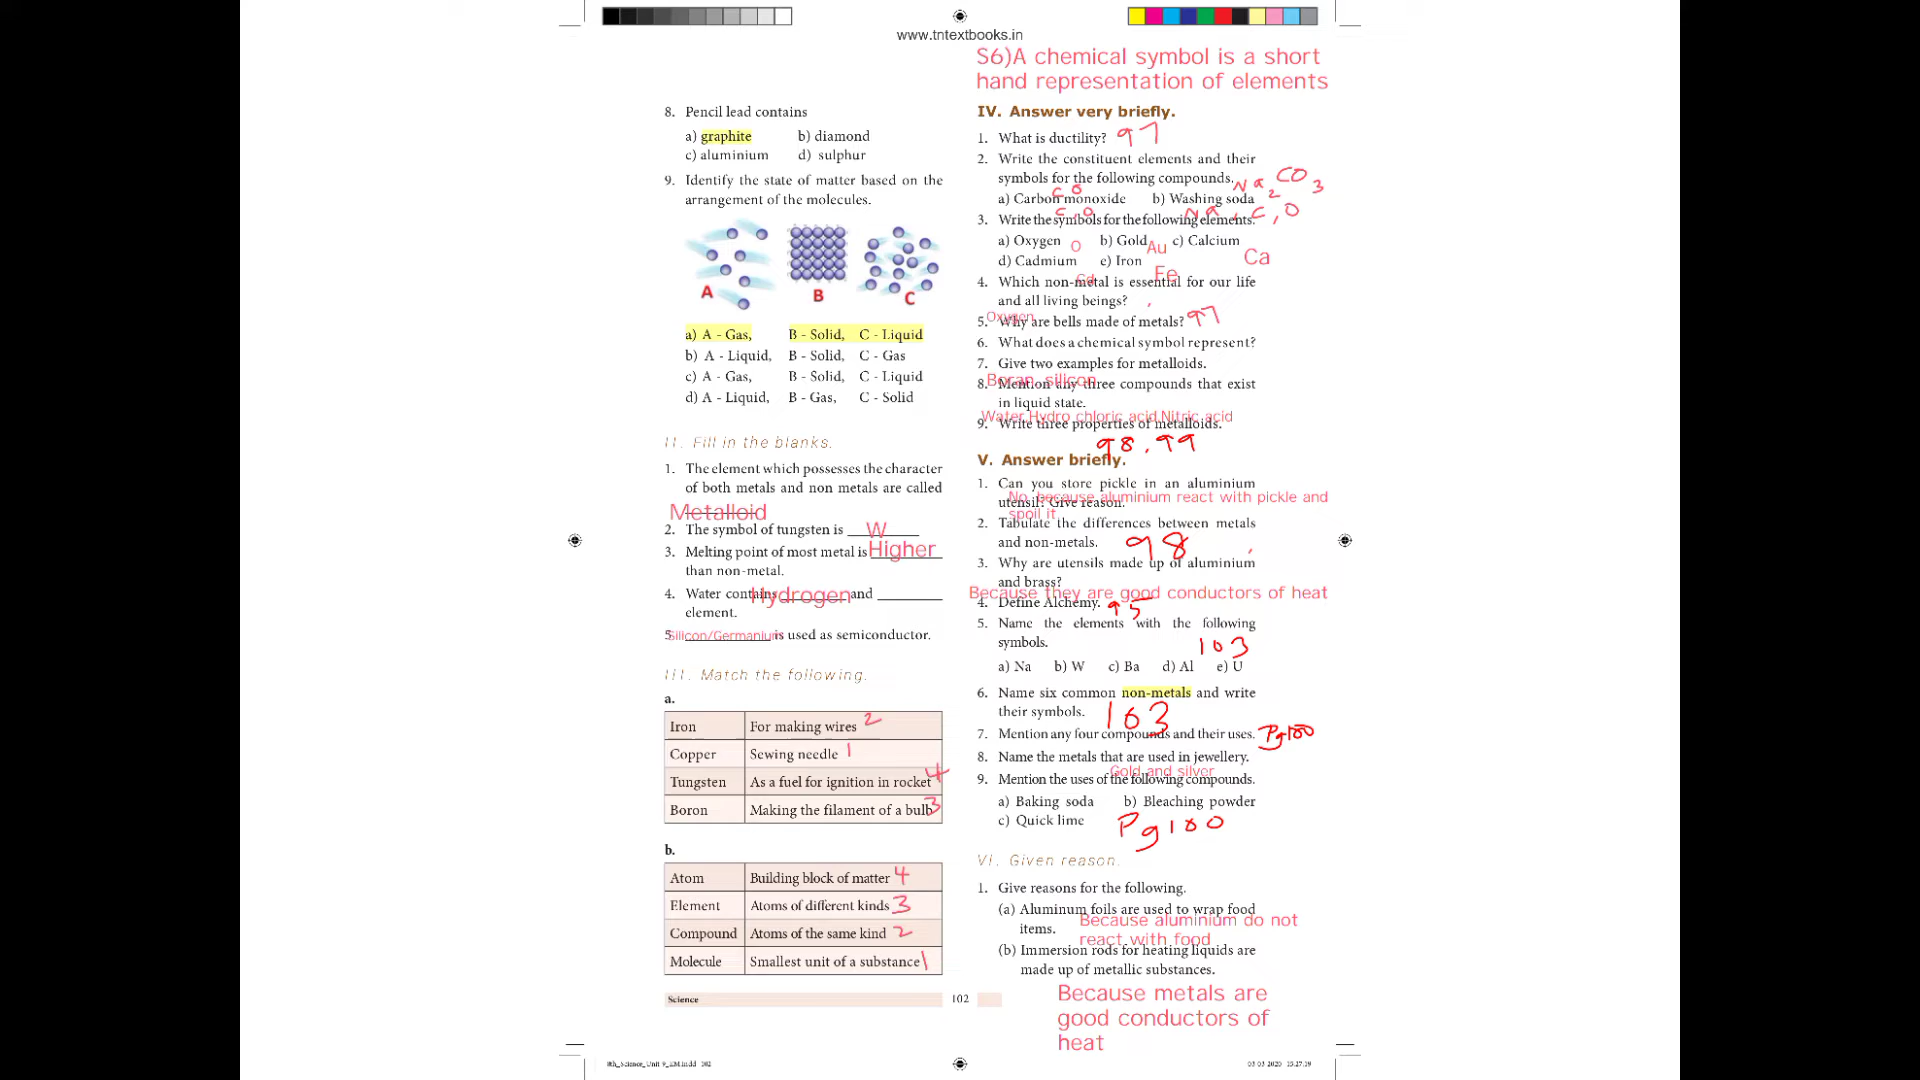 www.tntextbooks.in
S6)A chemical symbol is a short
hand representation of elements
8. Pencil lead contains
a) graphite b) diamond
c) aluminium d) sulphur
9. Identify the state of matter based on the
arrangement of the molecules.
A B C
a) A - Gas, B - Solid, C - Liquid
b) A - Liquid, B - Solid, C - Gas
c) A - Gas, B - Solid, C - Liquid
d) A - Liquid, B - Gas, C - Solid
II. Fill in the blanks.
1. The element which possesses the character
of both metals and non metals are called
Metalloid
2. The symbol of tungsten is W
3. Melting point of most metal is Higher
than non-metal.
4. Water contains Hydrogen and
element.
5. Silicon/Germanium is used as semiconductor.
III. Match the following.
a.
Iron For making wires 2
Copper Sewing needle 1
Tungsten As a fuel for ignition in rocket 4
Boron Making the filament of a bulb 3
b.
Atom Building block of matter 4
Element Atoms of different kinds 3
Compound Atoms of the same kind 2
Molecule Smallest unit of a substance 1
Science 102
IV. Answer very briefly.
1. What is ductility? 97
2. Write the constituent elements and their
symbols for the following compounds. Na2CO3
CO
a) Carbon monoxide b) Washing soda
C, O Na, C, O
3. Write the symbols for the following elements.
a) Oxygen O b) Gold Au c) Calcium Ca
d) Cadmium e) Iron Fe
Cd
4. Which non-metal is essential for our life
and all living beings?
Oxygen
5. Why are bells made of metals? 97
6. What does a chemical symbol represent?
7. Give two examples for metalloids.
Boran, silicon
8. Mention any three compounds that exist
in liquid state.
Water,Hydro chloric acid,Nitric acid
9. Write three properties of metalloids.
98, 99
V. Answer briefly.
1. Can you store pickle in an aluminium
utensil? Give reason.
No, because aluminium react with pickle and
spoil it
2. Tabulate the differences between metals
and non-metals. 98
3. Why are utensils made up of aluminium
and brass?
Because they are good conductors of heat
4. Define Alchemy. 95
5. Name the elements with the following
symbols. 103
a) Na b) W c) Ba d) Al e) U
6. Name six common non-metals and write
their symbols. 103
7. Mention any four compounds and their uses. Pg100
8. Name the metals that are used in jewellery.
Gold and silver
9. Mention the uses of the following compounds.
a) Baking soda b) Bleaching powder
c) Quick lime Pg100
VI. Given reason.
1. Give reasons for the following.
(a) Aluminum foils are used to wrap food
items.
Because aluminium do not
react with food
(b) Immersion rods for heating liquids are
made up of metallic substances.
Because metals are
good conductors of
heat